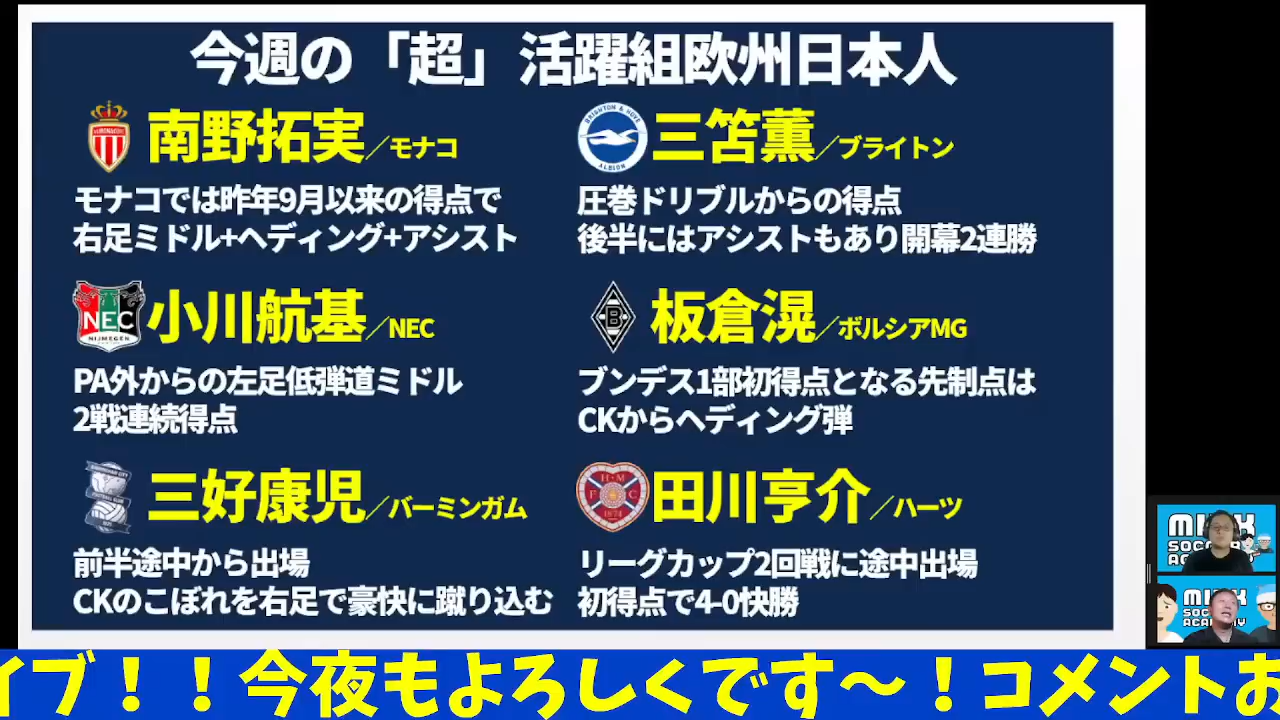 今週の「超」活躍組欧州日本人
南野拓実／モナコ
モナコでは昨年9月以来の得点で
右足ミドル+ヘディング+アシスト
BRIGHTON & HOVE
ALBION
三笘薫／ブライトン
圧巻ドリブルからの得点
後半にはアシストもあり開幕2連勝
NEC
NIJMEGEN
小川航基／NEC
PA外からの左足低弾道ミドル
2戦連続得点
B
板倉滉／ボルシアMG
ブンデス1部初得点となる先制点は
CKからヘディング弾
三好康児／バーミンガム
前半途中から出場
CKのこぼれを右足で豪快に蹴り込む
H M
F C
1874
田川亨介／ハーツ
リーグカップ2回戦に途中出場
初得点で4-0快勝
SOCCER
ACADEMY
イブ！！今夜もよろしくです～！コメントお